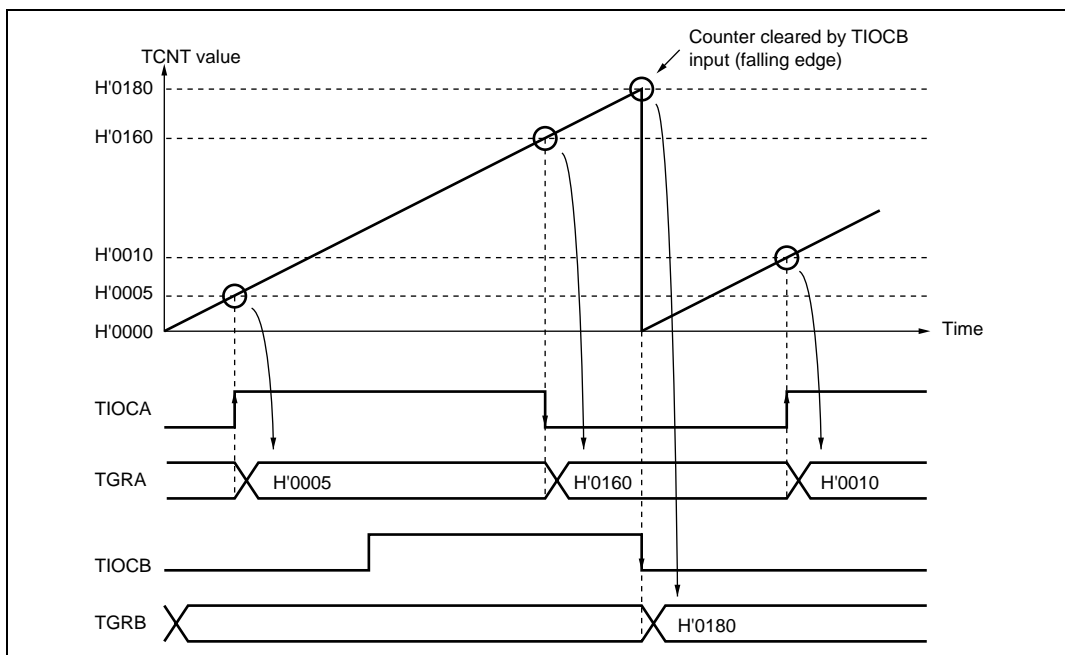 Counter cleared by TIOCB
input (falling edge)
TCNT value
H'0180
H'0160
H'0010
H'0005
H'0000
Time
TIOCA
TGRA
H'0005
H'0160
H'0010
TIOCB
TGRB
H'0180